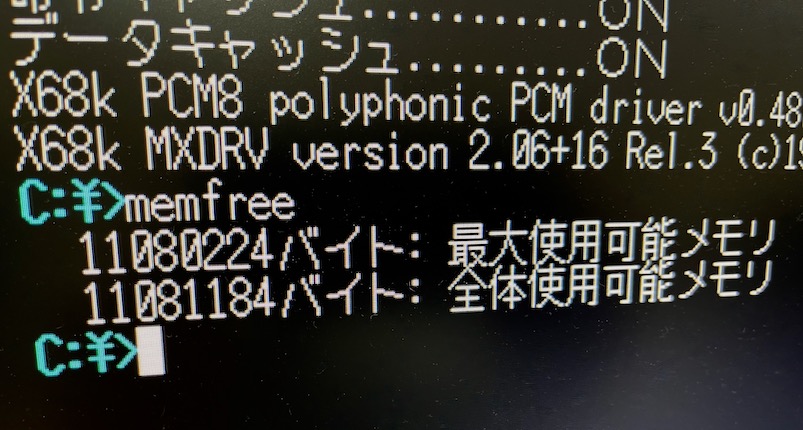 命令キャッシュ...........ON
データキャッシュ.........ON
X68k PCM8 polyphonic PCM driver v0.48
X68k MXDRV version 2.06+16 Rel.3 (c)19
C:¥>memfree
11080224バイト: 最大使用可能メモリ
11081184バイト: 全体使用可能メモリ
C:¥>